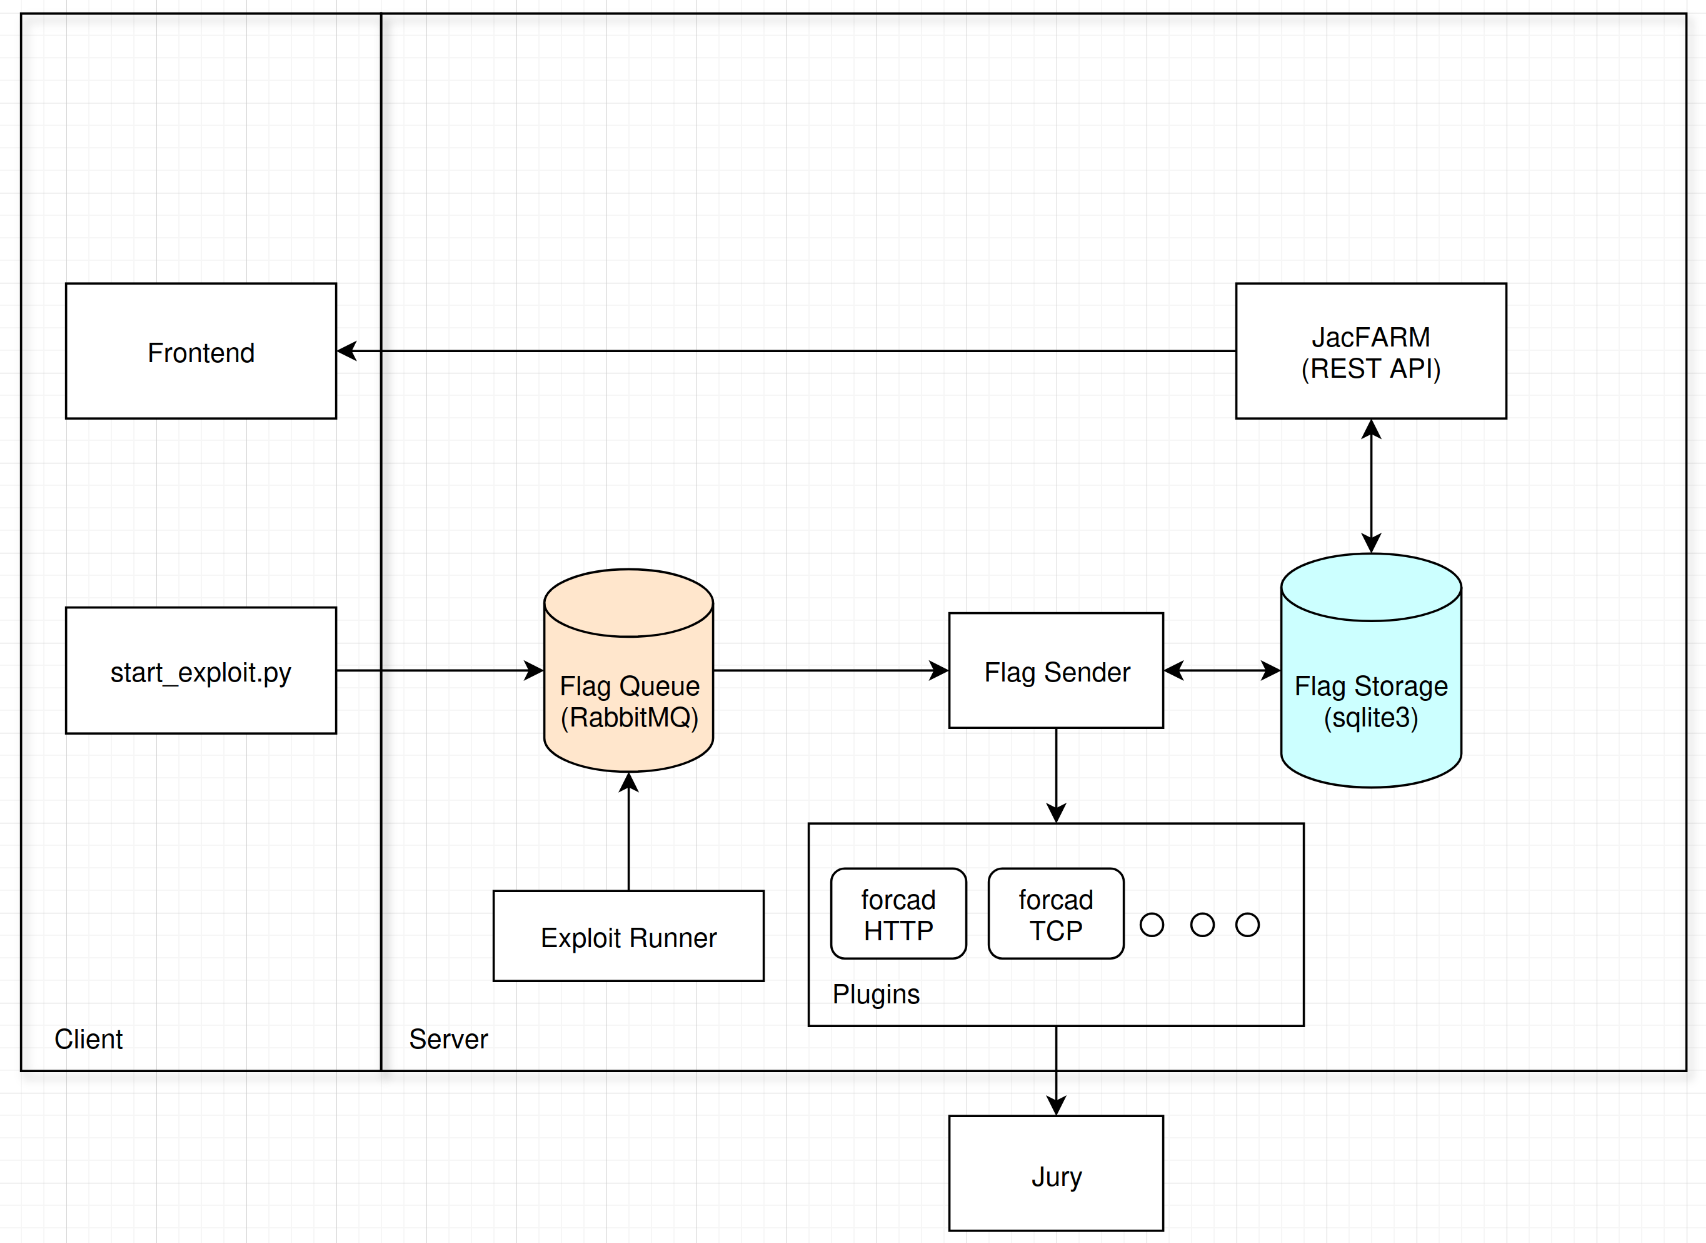 Frontend
JacFARM
(REST API)
start_exploit.py
Flag Queue
(RabbitMQ)
Flag Sender
Flag Storage
(sqlite3)
Exploit Runner
forcad
HTTP
forcad
TCP
Plugins
Client
Server
Jury